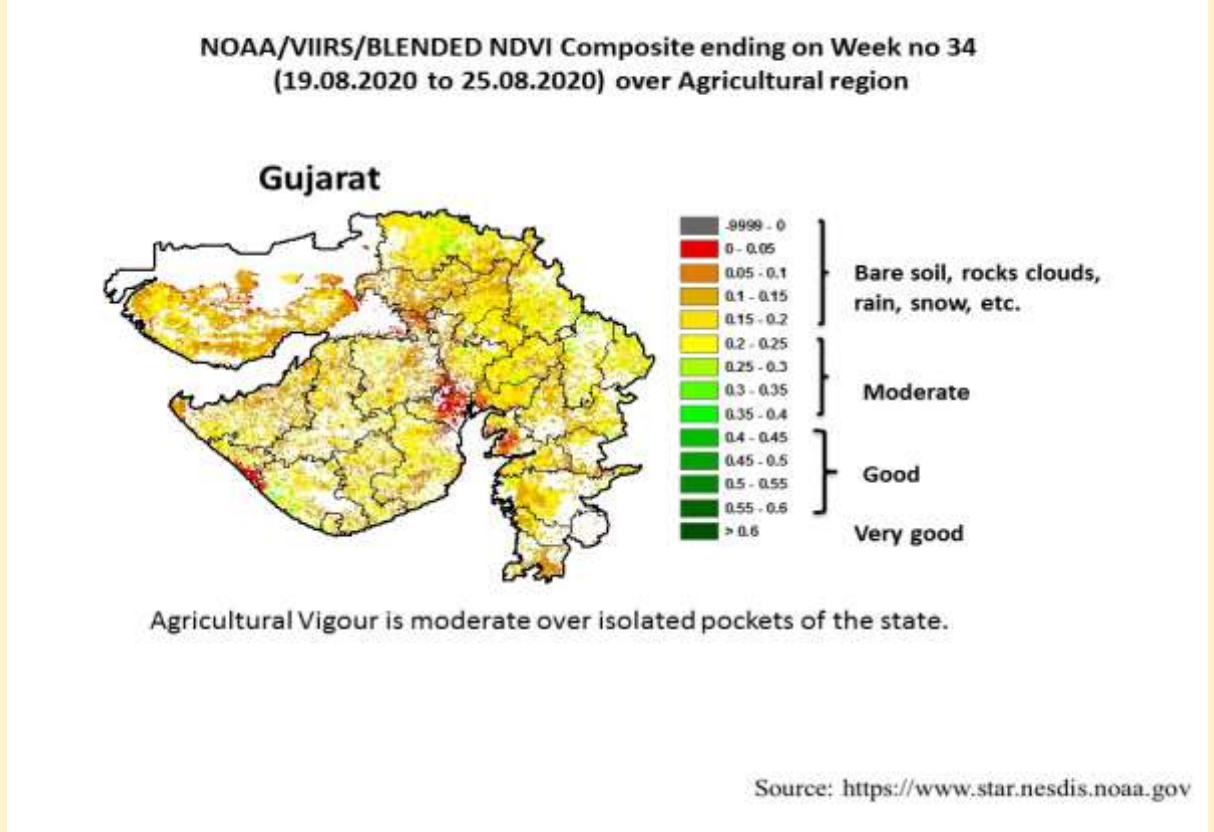 NOAA/VIIRS/BLENDED NDVI Composite ending on Week no 34
(19.08.2020 to 25.08.2020) over Agricultural region
Gujarat
-9999 - 0
0 - 0.05
0.05 - 0.1
0.1 - 0.15
0.15 - 0.2
0.2 - 0.25
0.25 - 0.3
0.3 - 0.35
0.35 - 0.4
0.4 - 0.45
0.45 - 0.5
0.5 - 0.55
0.55 - 0.6
> 0.6
Bare soil, rocks clouds,
rain, snow, etc.
Moderate
Good
Very good
Agricultural Vigour is moderate over isolated pockets of the state.
Source: https://www.star.nesdis.noaa.gov